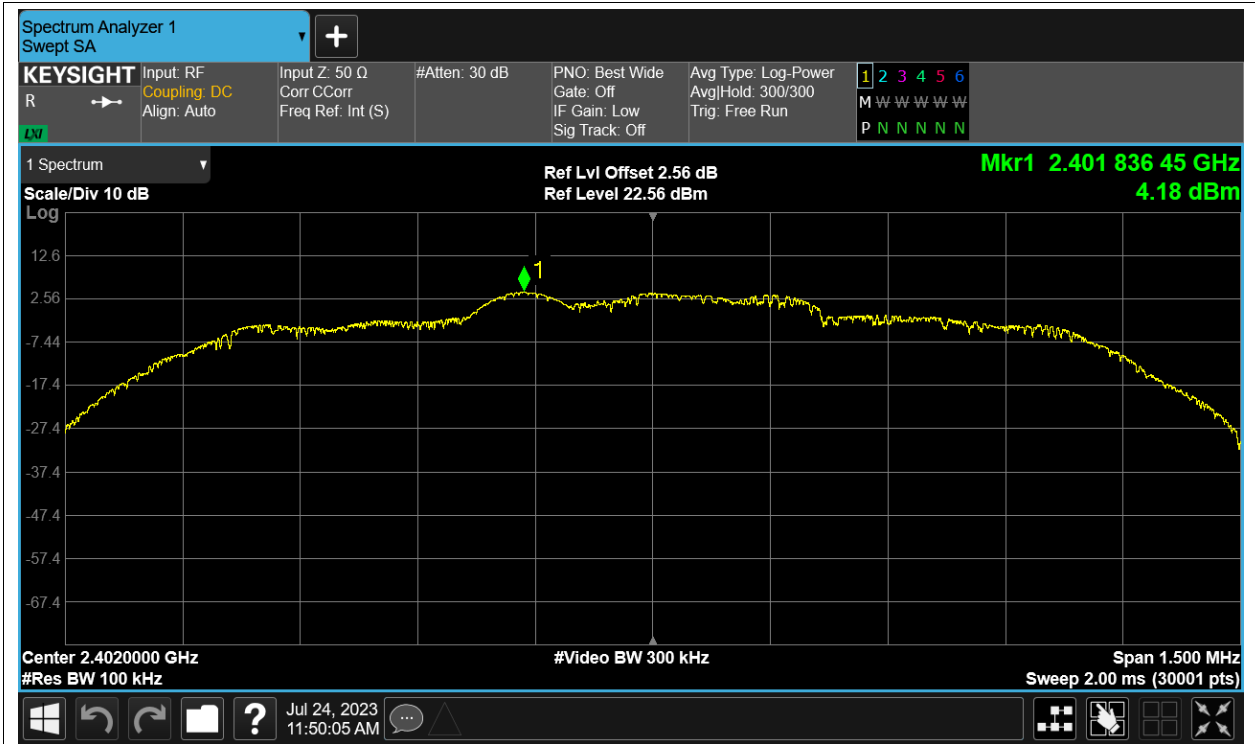 Spectrum Analyzer 1
Swept SA
KEYSIGHT
R
LXI
Input: RF
Coupling: DC
Align: Auto
Input Z: 50 Ω
Corr CCorr
Freq Ref: Int (S)
#Atten: 30 dB
PNO: Best Wide
Gate: Off
IF Gain: Low
Sig Track: Off
Avg Type: Log-Power
Avg|Hold: 300/300
Trig: Free Run
1 2 3 4 5 6
M W W W W W
P N N N N N
1 Spectrum
Scale/Div 10 dB
Log
Ref Lvl Offset 2.56 dB
Ref Level 22.56 dBm
Mkr1 2.401 836 45 GHz
4.18 dBm
12.6
1
2.56
-7.44
-17.4
-27.4
-37.4
-47.4
-57.4
-67.4
Center 2.4020000 GHz
#Res BW 100 kHz
#Video BW 300 kHz
Span 1.500 MHz
Sweep 2.00 ms (30001 pts)
?
Jul 24, 2023
11:50:05 AM